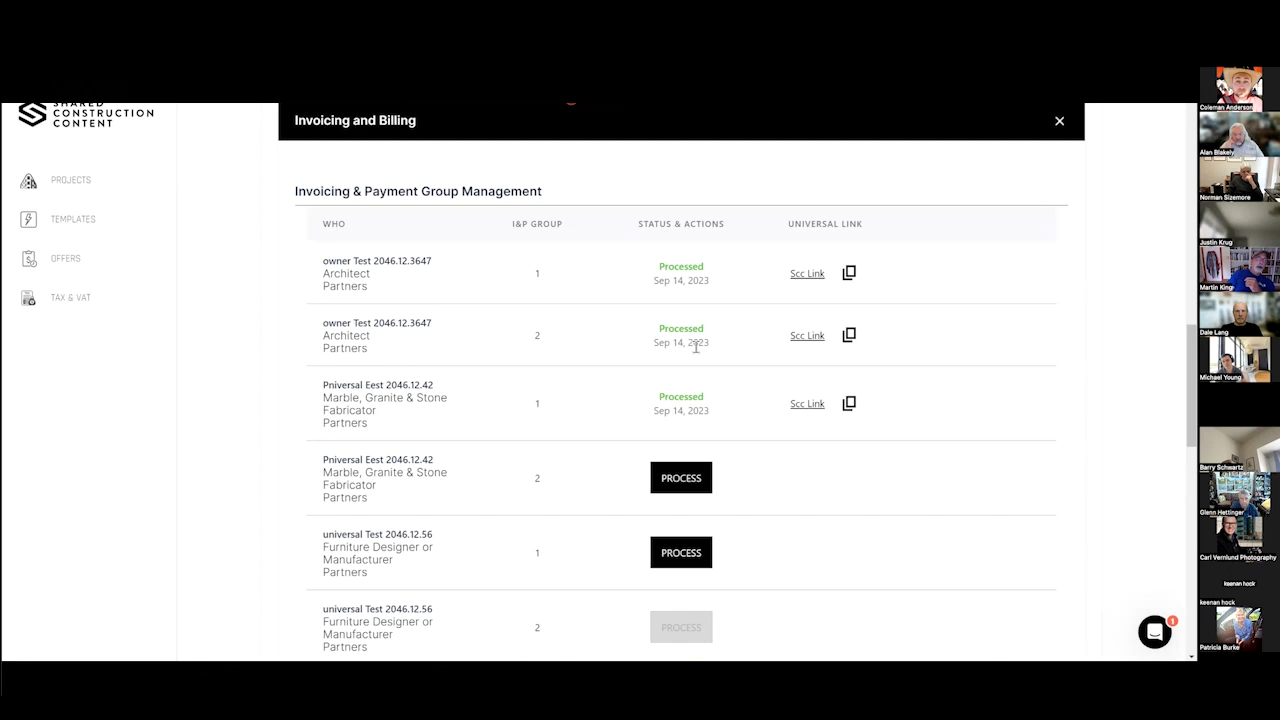 SHARED
CONSTRUCTION
CONTENT
PROJECTS
TEMPLATES
OFFERS
TAX & VAT
Invoicing and Billing
Invoicing & Payment Group Management
WHO I&P GROUP STATUS & ACTIONS UNIVERSAL LINK
owner Test 2046.12.3647
Architect
Partners
1
Processed
Sep 14, 2023
Scc Link
owner Test 2046.12.3647
Architect
Partners
2
Processed
Sep 14, 2023
Scc Link
Pniversal Eest 2046.12.42
Marble, Granite & Stone
Fabricator
Partners
1
Processed
Sep 14, 2023
Scc Link
Pniversal Eest 2046.12.42
Marble, Granite & Stone
Fabricator
Partners
2
PROCESS
universal Test 2046.12.56
Furniture Designer or
Manufacturer
Partners
1
PROCESS
universal Test 2046.12.56
Furniture Designer or
Manufacturer
Partners
2
PROCESS
1
Coleman Anderson
Alan Blakely
Norman Sizemore
Justin Krug
Martin King
Dale Lang
Michael Young
Barry Schwartz
Glenn Hettinger
Carl Vernlund Photography
keenan hock
keenan hock
Patricia Burke